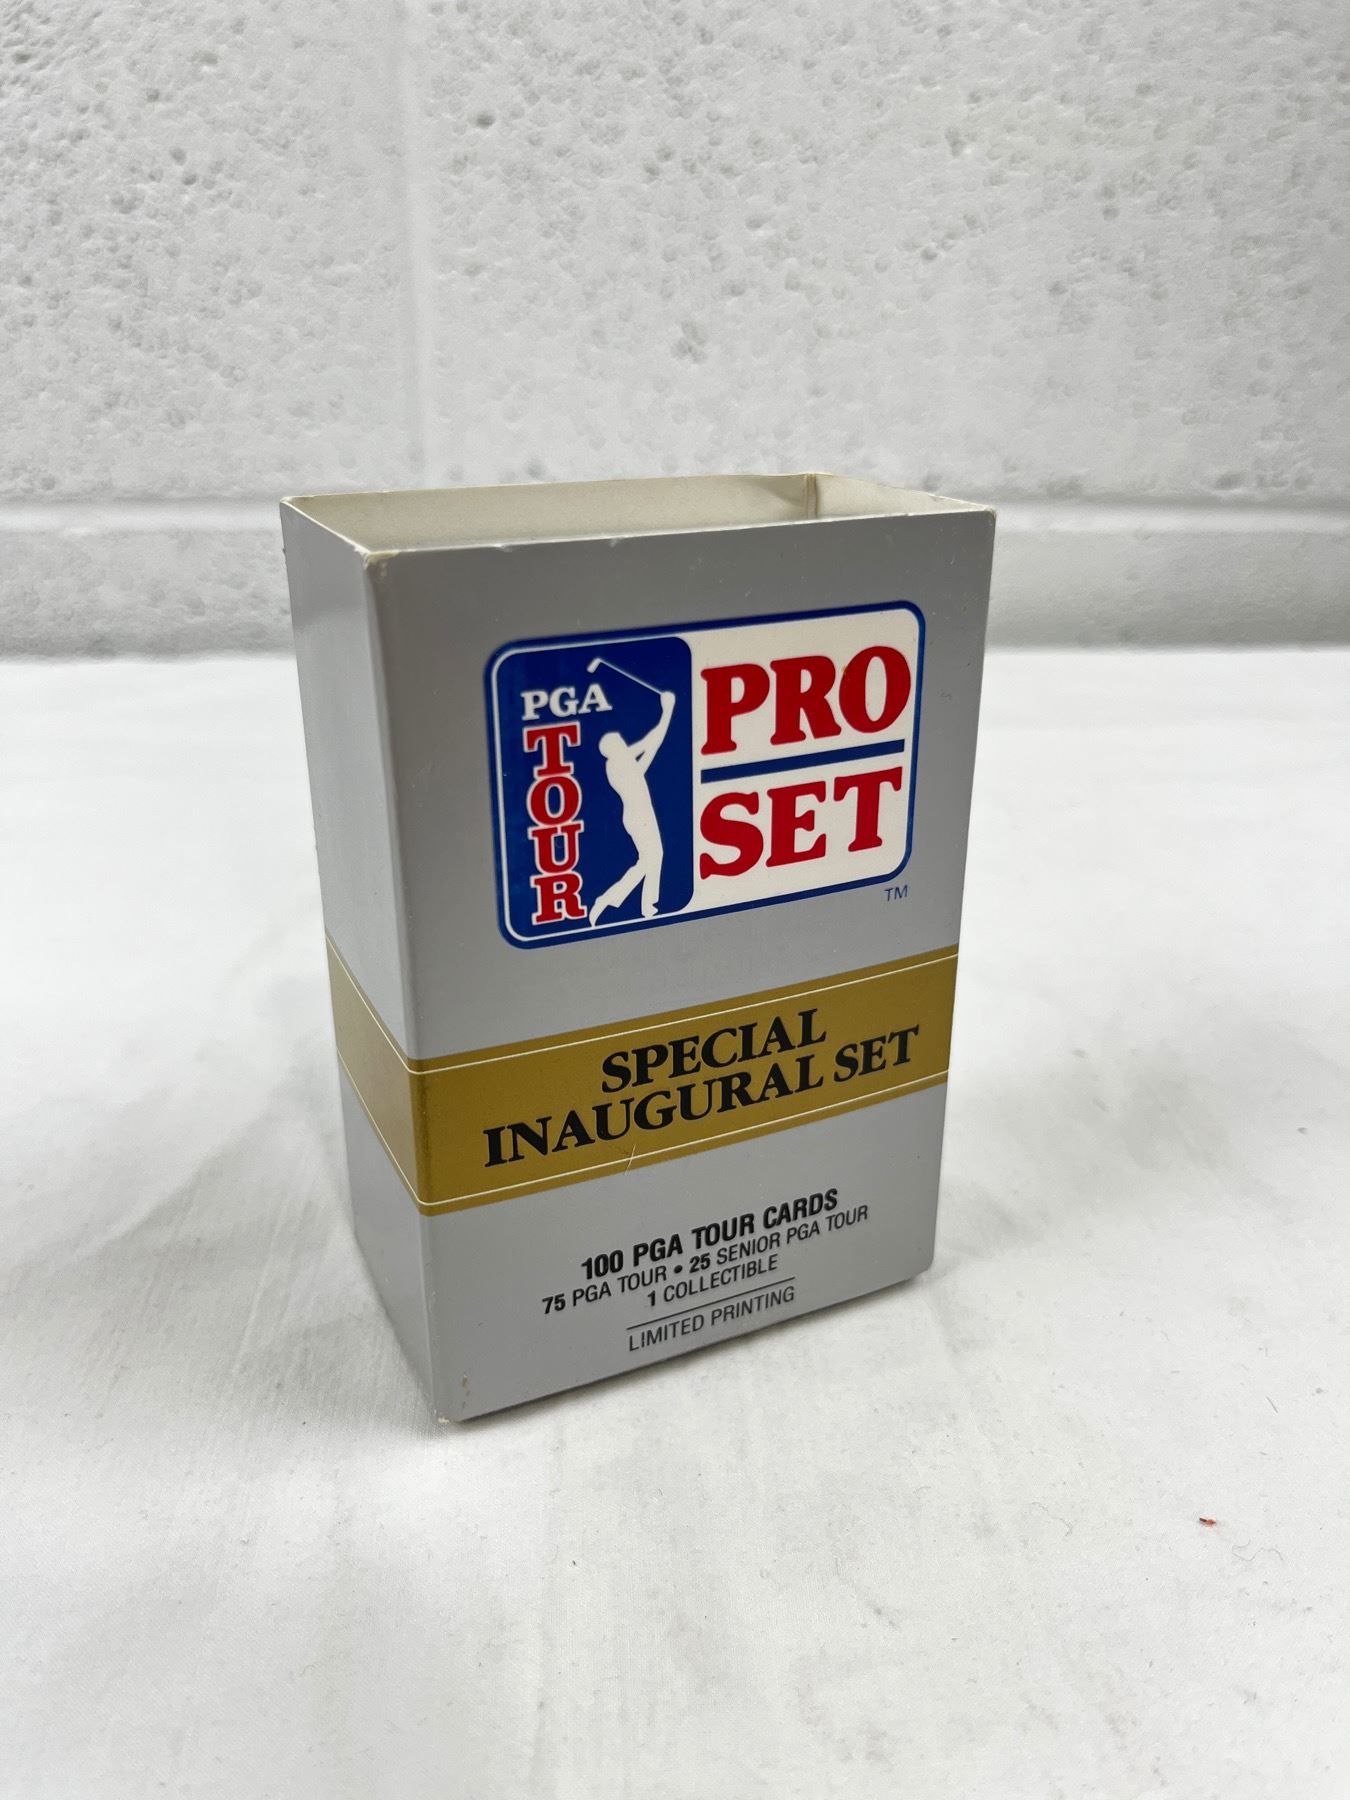 PGA
TOUR
PRO
SET
TM
SPECIAL
INAUGURAL SET
100 PGA TOUR CARDS
75 PGA TOUR • 25 SENIOR PGA TOUR
1 COLLECTIBLE
LIMITED PRINTING